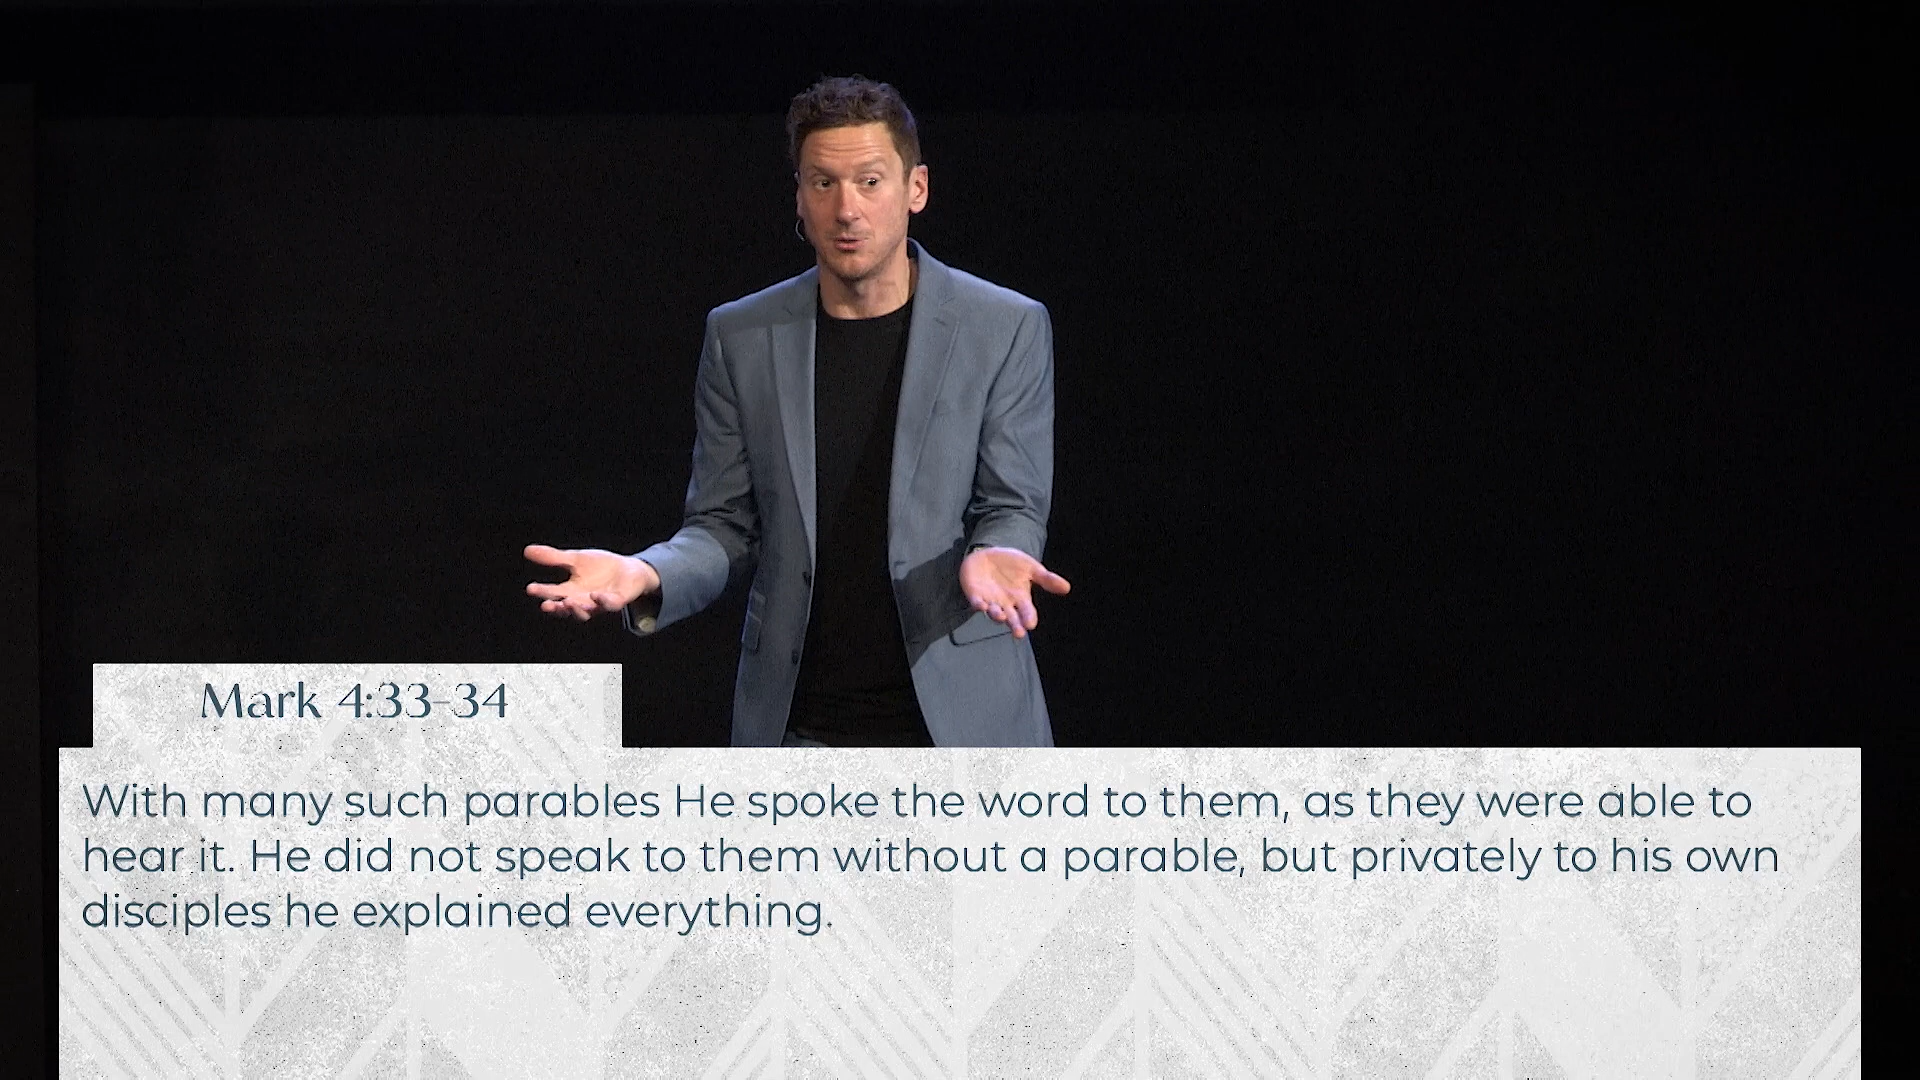 Mark 4:33-34
With many such parables He spoke the word to them, as they were able to
hear it. He did not speak to them without a parable, but privately to his own
disciples he explained everything.